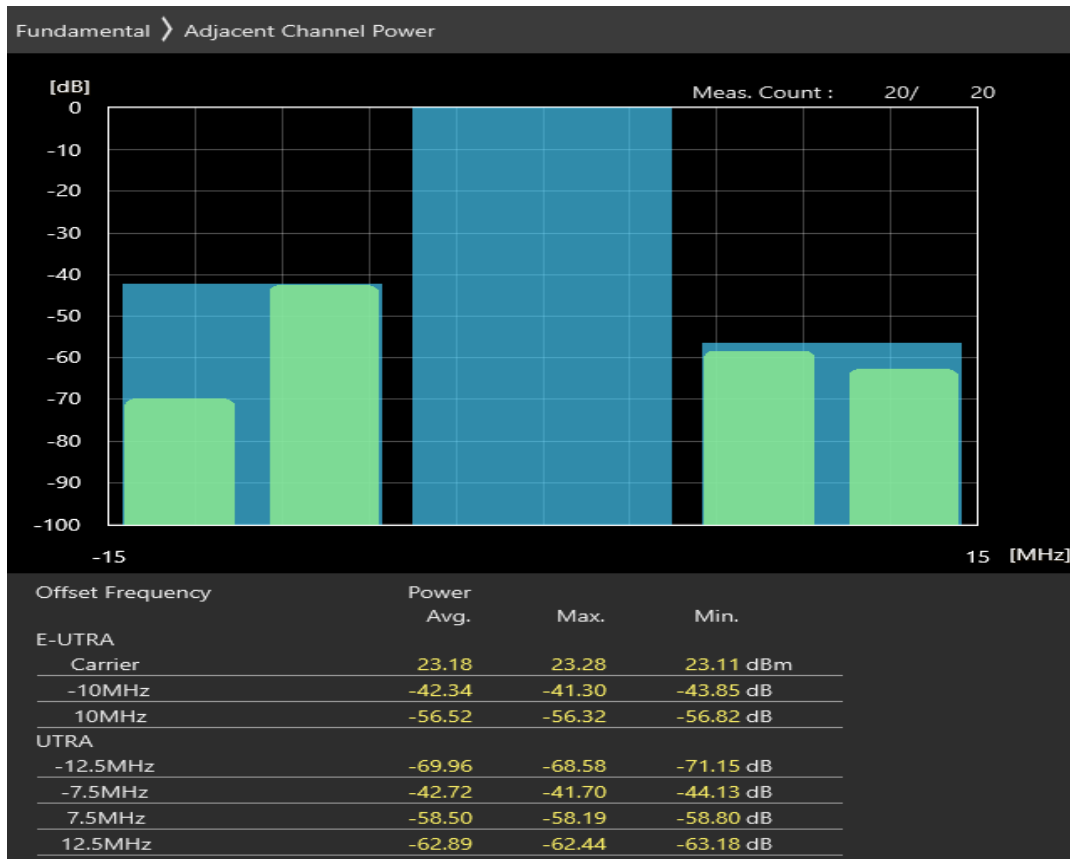 Fundamental 〉 Adjacent Channel Power
[dB]
Meas. Count : 20/ 20
0
-10
-20
-30
-40
-50
-60
-70
-80
-90
-100
-15 15 [MHz]
Offset Frequency Power
Avg. Max. Min.
E-UTRA
Carrier 23.18 23.28 23.11 dBm
-10MHz -42.34 -41.30 -43.85 dB
10MHz -56.52 -56.32 -56.82 dB
UTRA
-12.5MHz -69.96 -68.58 -71.15 dB
-7.5MHz -42.72 -41.70 -44.13 dB
7.5MHz -58.50 -58.19 -58.80 dB
12.5MHz -62.89 -62.44 -63.18 dB